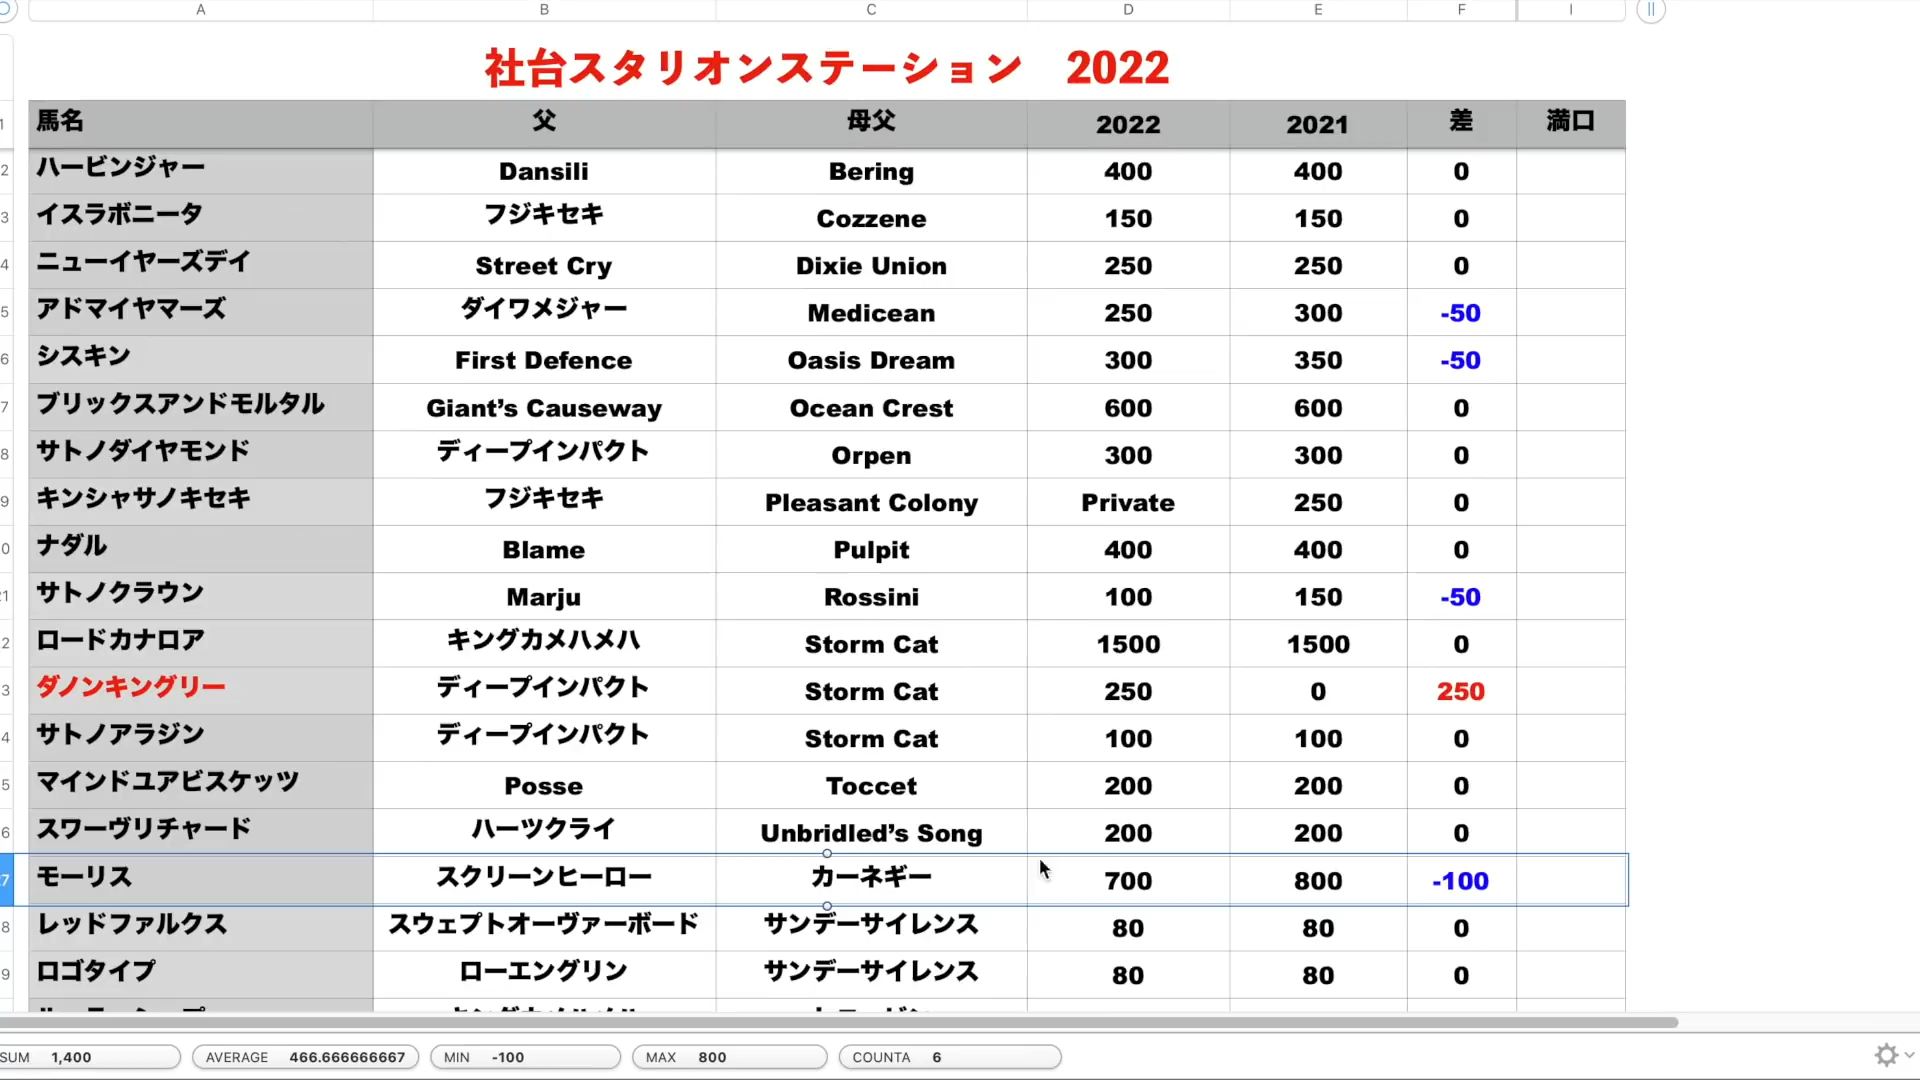 A B C D E F I
社台スタリオンステーション 2022
1 馬名 父 母父 2022 2021 差 満口
2 ハービンジャー Dansili Bering 400 400 0
3 イスラボニータ フジキセキ Cozzene 150 150 0
4 ニューイヤーズデイ Street Cry Dixie Union 250 250 0
5 アドマイヤマーズ ダイワメジャー Medicean 250 300 -50
6 シスキン First Defence Oasis Dream 300 350 -50
7 ブリックスアンドモルタル Giant’s Causeway Ocean Crest 600 600 0
8 サトノダイヤモンド ディープインパクト Orpen 300 300 0
9 キンシャサノキセキ フジキセキ Pleasant Colony Private 250 0
0 ナダル Blame Pulpit 400 400 0
1 サトノクラウン Marju Rossini 100 150 -50
2 ロードカナロア キングカメハメハ Storm Cat 1500 1500 0
3 ダノンキングリー ディープインパクト Storm Cat 250 0 250
4 サトノアラジン ディープインパクト Storm Cat 100 100 0
5 マインドユアビスケッツ Posse Toccet 200 200 0
6 スワーヴリチャード ハーツクライ Unbridled’s Song 200 200 0
7 モーリス スクリーンヒーロー カーネギー 700 800 -100
8 レッドファルクス スウェプトオーヴァーボード サンデーサイレンス 80 80 0
9 ロゴタイプ ローエングリン サンデーサイレンス 80 80 0
SUM 1,400 AVERAGE 466.666666667 MIN -100 MAX 800 COUNTA 6